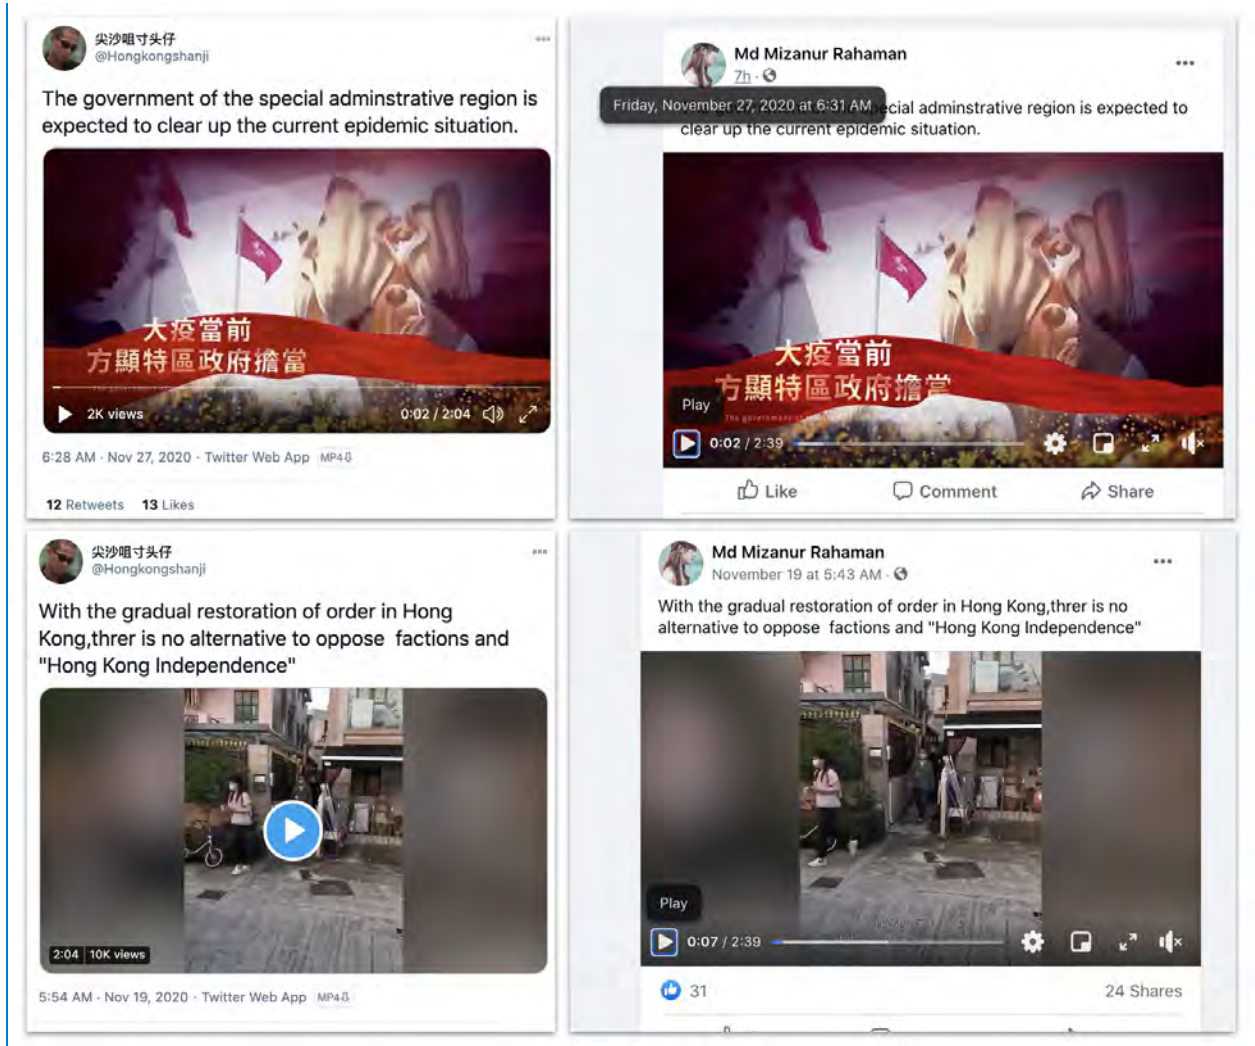 尖沙咀寸头仔
@Hongkongshanji
The government of the special adminstrative region is
expected to clear up the current epidemic situation.
大疫當前
方顯特區政府擔當
2K views
0:02 / 2:04
6:28 AM · Nov 27, 2020 · Twitter Web App MP4
12 Retweets 13 Likes
Md Mizanur Rahaman
7h ·
Friday, November 27, 2020 at 6:31 AM
special adminstrative region is expected to
clear up the current epidemic situation.
大疫當前
方顯特區政府擔當
The government of
Play
0:02 / 2:39
Like Comment Share
尖沙咀寸头仔
@Hongkongshanji
With the gradual restoration of order in Hong
Kong,threr is no alternative to oppose factions and
"Hong Kong Independence"
2:04 10K views
5:54 AM · Nov 19, 2020 · Twitter Web App MP4
Md Mizanur Rahaman
November 19 at 5:43 AM ·
With the gradual restoration of order in Hong Kong,threr is no
alternative to oppose factions and "Hong Kong Independence"
Play
0:07 / 2:39
31 24 Shares